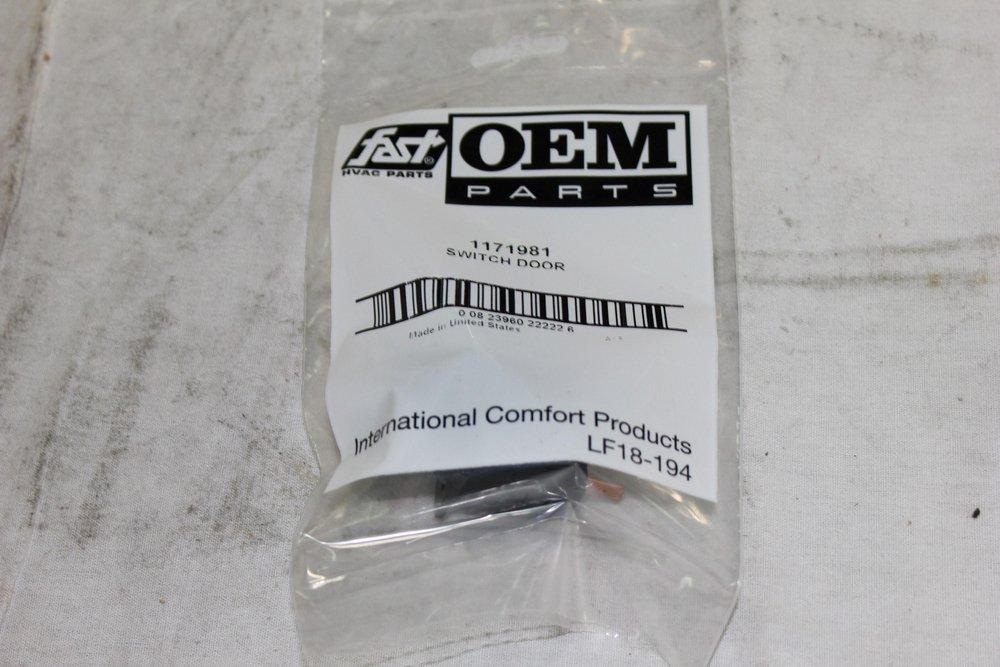 fast®
HVAC PARTS
OEM
PARTS
1171981
SWITCH DOOR
0 08 23960 22222 6
Made in United States
International Comfort Products
LF18-194